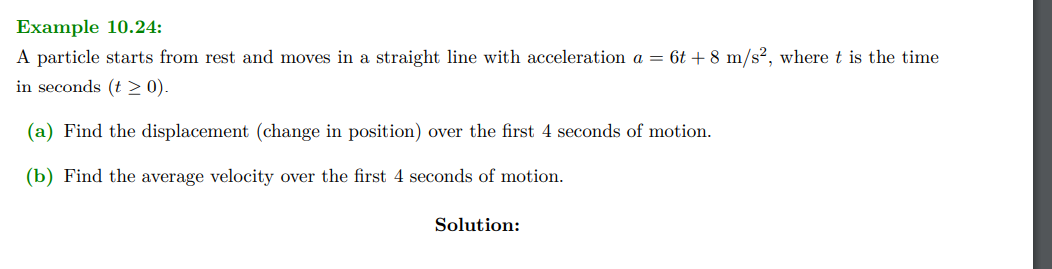 Example 10.24:
A particle starts from rest and moves in a straight line with acceleration a = 6t + 8 m/s², where t is the time
in seconds (t ≥ 0).
(a) Find the displacement (change in position) over the first 4 seconds of motion.
(b) Find the average velocity over the first 4 seconds of motion.
Solution: